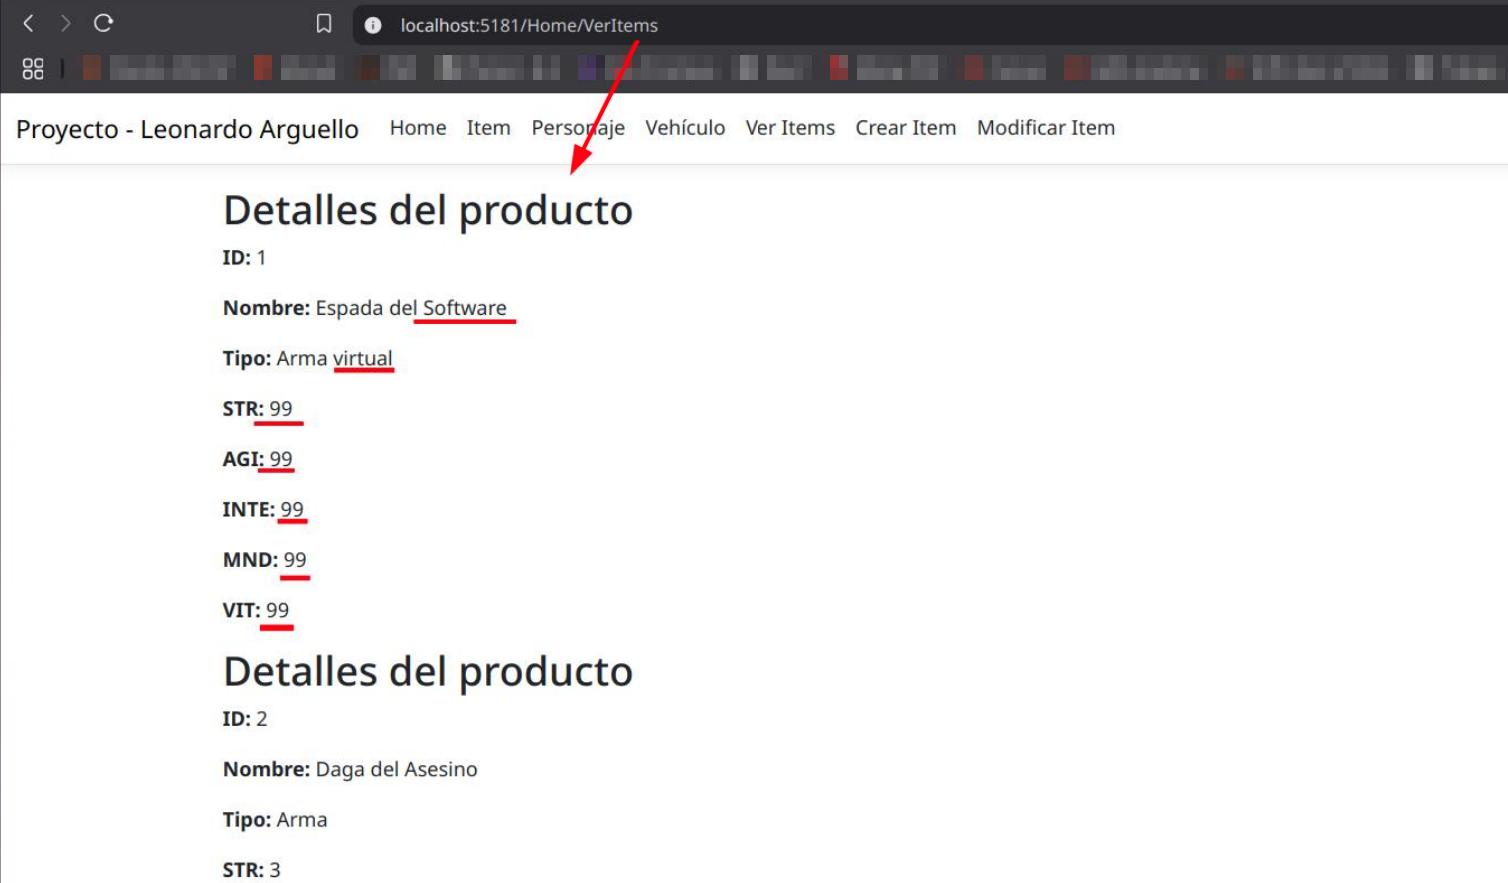 localhost:5181/Home/VerItems
Proyecto - Leonardo Arguello Home Item Personaje Vehículo Ver Items Crear Item Modificar Item
Detalles del producto
ID: 1
Nombre: Espada del Software
Tipo: Arma virtual
STR: 99
AGI: 99
INTE: 99
MND: 99
VIT: 99
Detalles del producto
ID: 2
Nombre: Daga del Asesino
Tipo: Arma
STR: 3